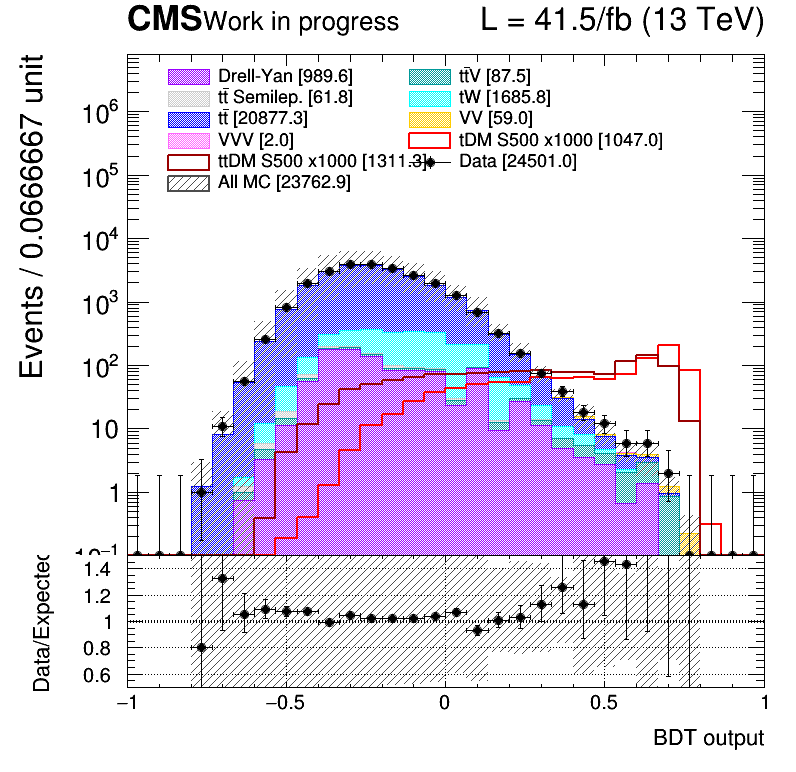 CMS Work in progress L = 41.5/fb (13 TeV)
Events / 0.0666667 unit
Drell-Yan [989.6] tt̄V [87.5]
tt̄ Semilep. [61.8] tW [1685.8]
tt̄ [20877.3] VV [59.0]
VVV [2.0] tDM S500 x1000 [1047.0]
ttDM S500 x1000 [1311.3] Data [24501.0]
All MC [23762.9]
10⁶
10⁵
10⁴
10³
10²
10
1
10⁻¹
Data/Expected
1.4
1.2
1
0.8
0.6
−1 −0.5 0 0.5 1
BDT output